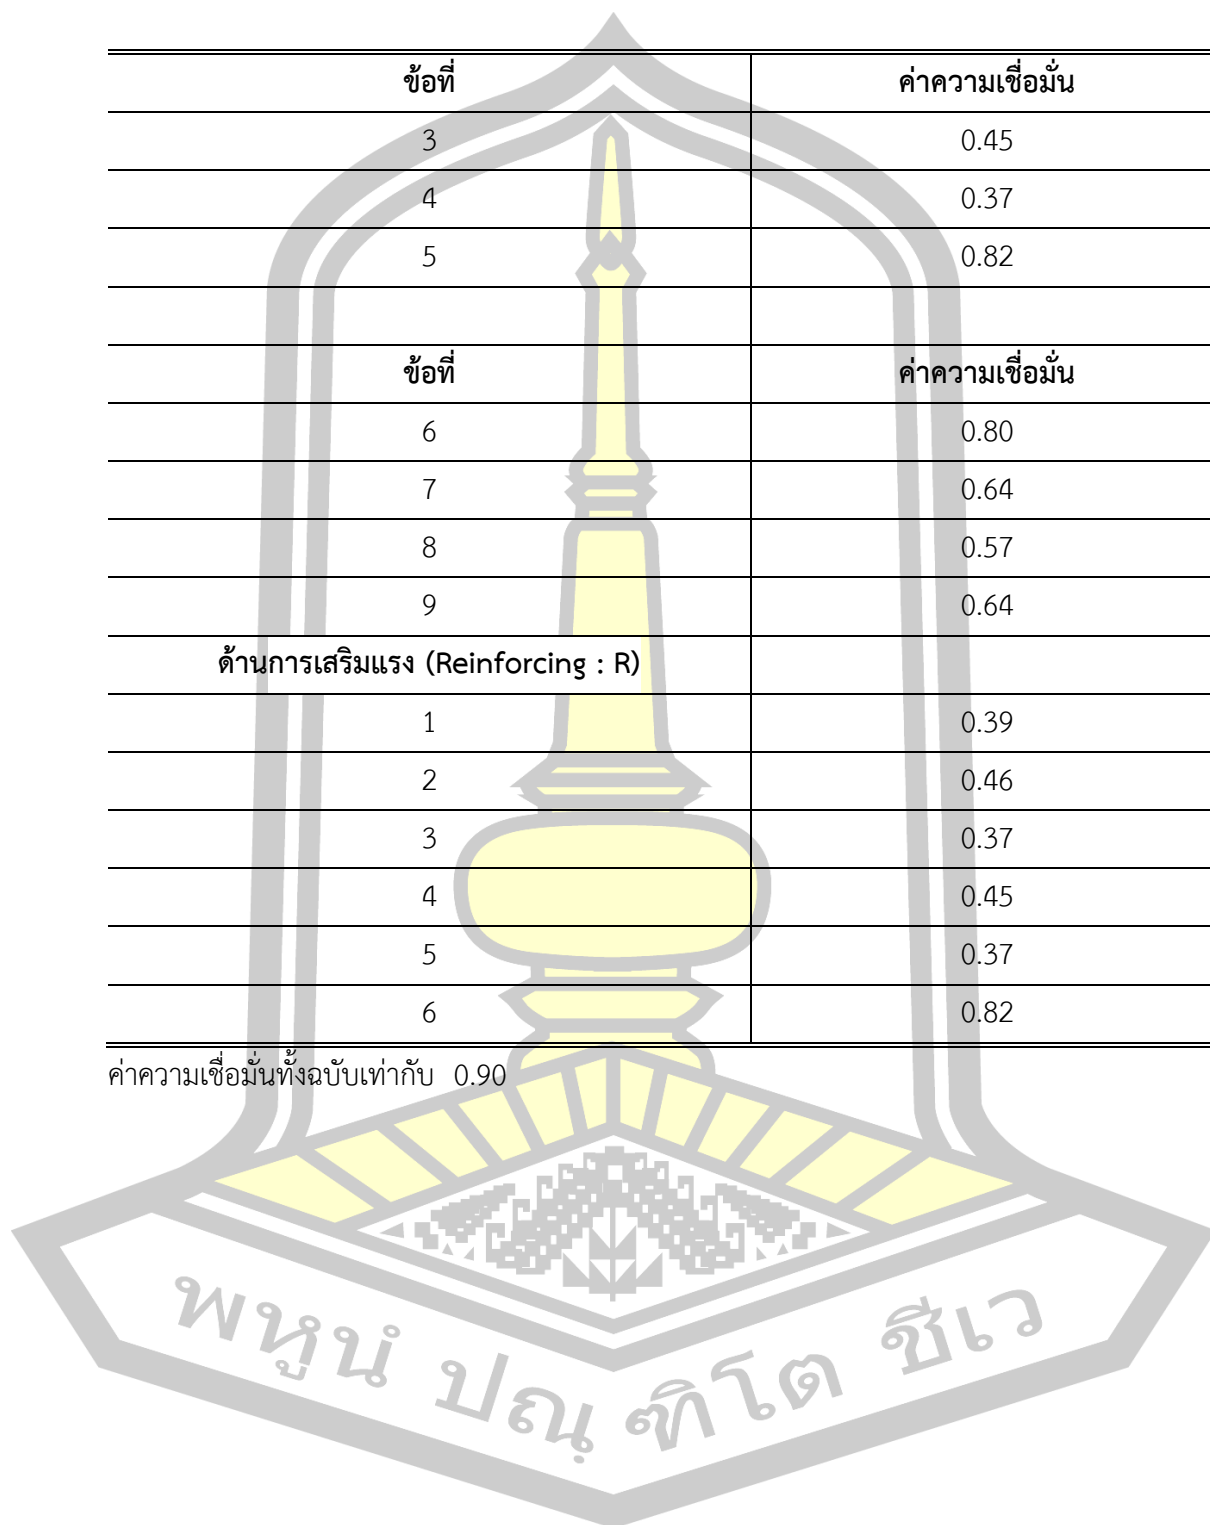 ข้อที่ ค่าความเชื่อมั่น
3 0.45
4 0.37
5 0.82
ข้อที่ ค่าความเชื่อมั่น
6 0.80
7 0.64
8 0.57
9 0.64
ด้านการเสริมแรง (Reinforcing : R)
1 0.39
2 0.46
3 0.37
4 0.45
5 0.37
6 0.82
ค่าความเชื่อมั่นทั้งฉบับเท่ากับ 0.90
พหูนํ ปณฺฑิโต ชีเว